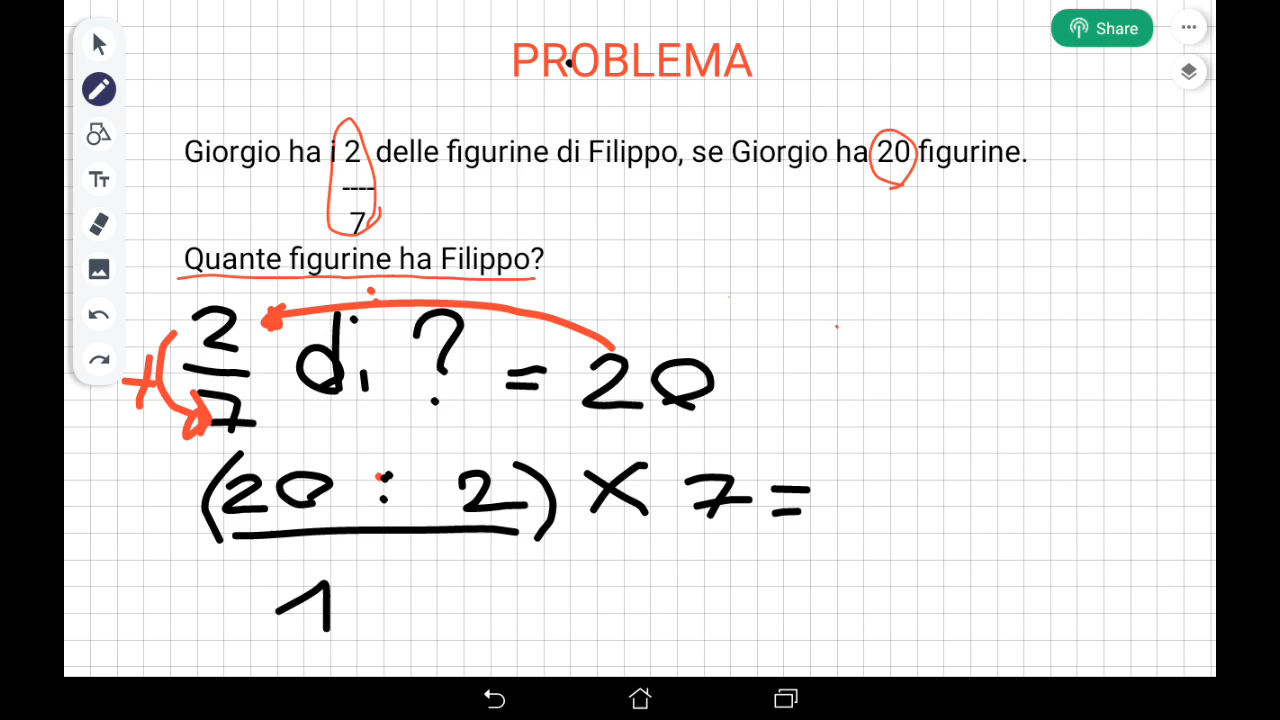 Share
PROBLEMA
Giorgio ha i 2 delle figurine di Filippo, se Giorgio ha 20 figurine.
----
7
Quante figurine ha Filippo?
:
2 di ? = 20
7
(20 : 2) X 7 =
1
Tт